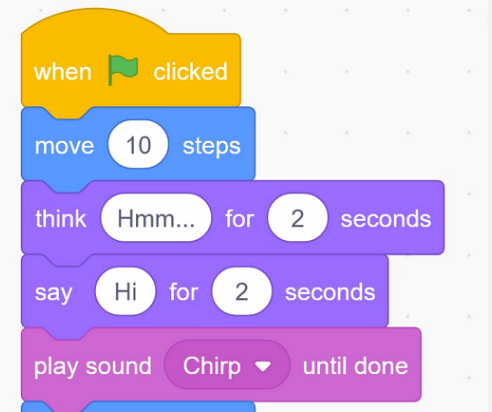 when clicked
move 10 steps
think Hmm... for 2 seconds
say Hi for 2 seconds
play sound Chirp until done